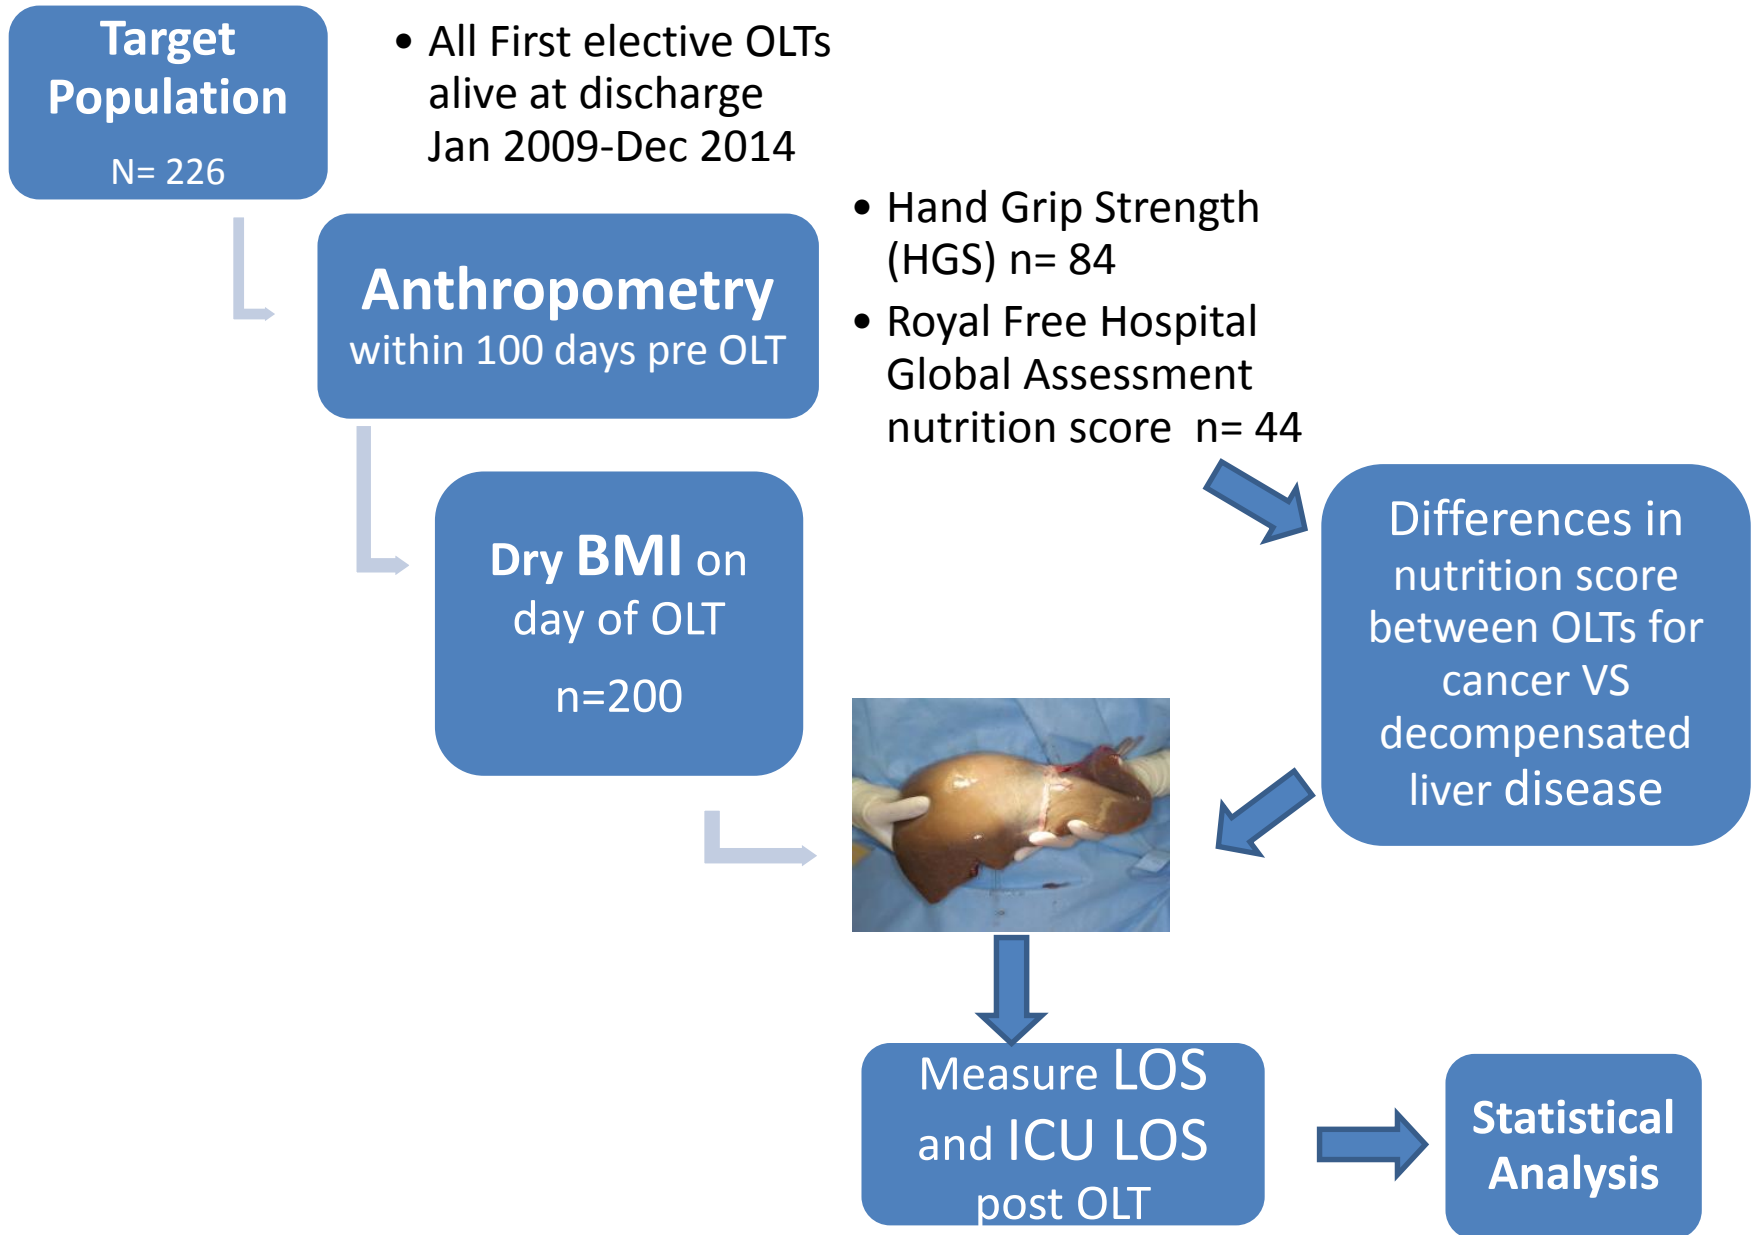 Target
Population
N= 226
• All First elective OLTs
alive at discharge
Jan 2009-Dec 2014
Anthropometry
within 100 days pre OLT
• Hand Grip Strength
(HGS) n= 84
• Royal Free Hospital
Global Assessment
nutrition score n= 44
Dry BMI on
day of OLT
n=200
Differences in
nutrition score
between OLTs for
cancer VS
decompensated
liver disease
Measure LOS
and ICU LOS
post OLT
Statistical
Analysis